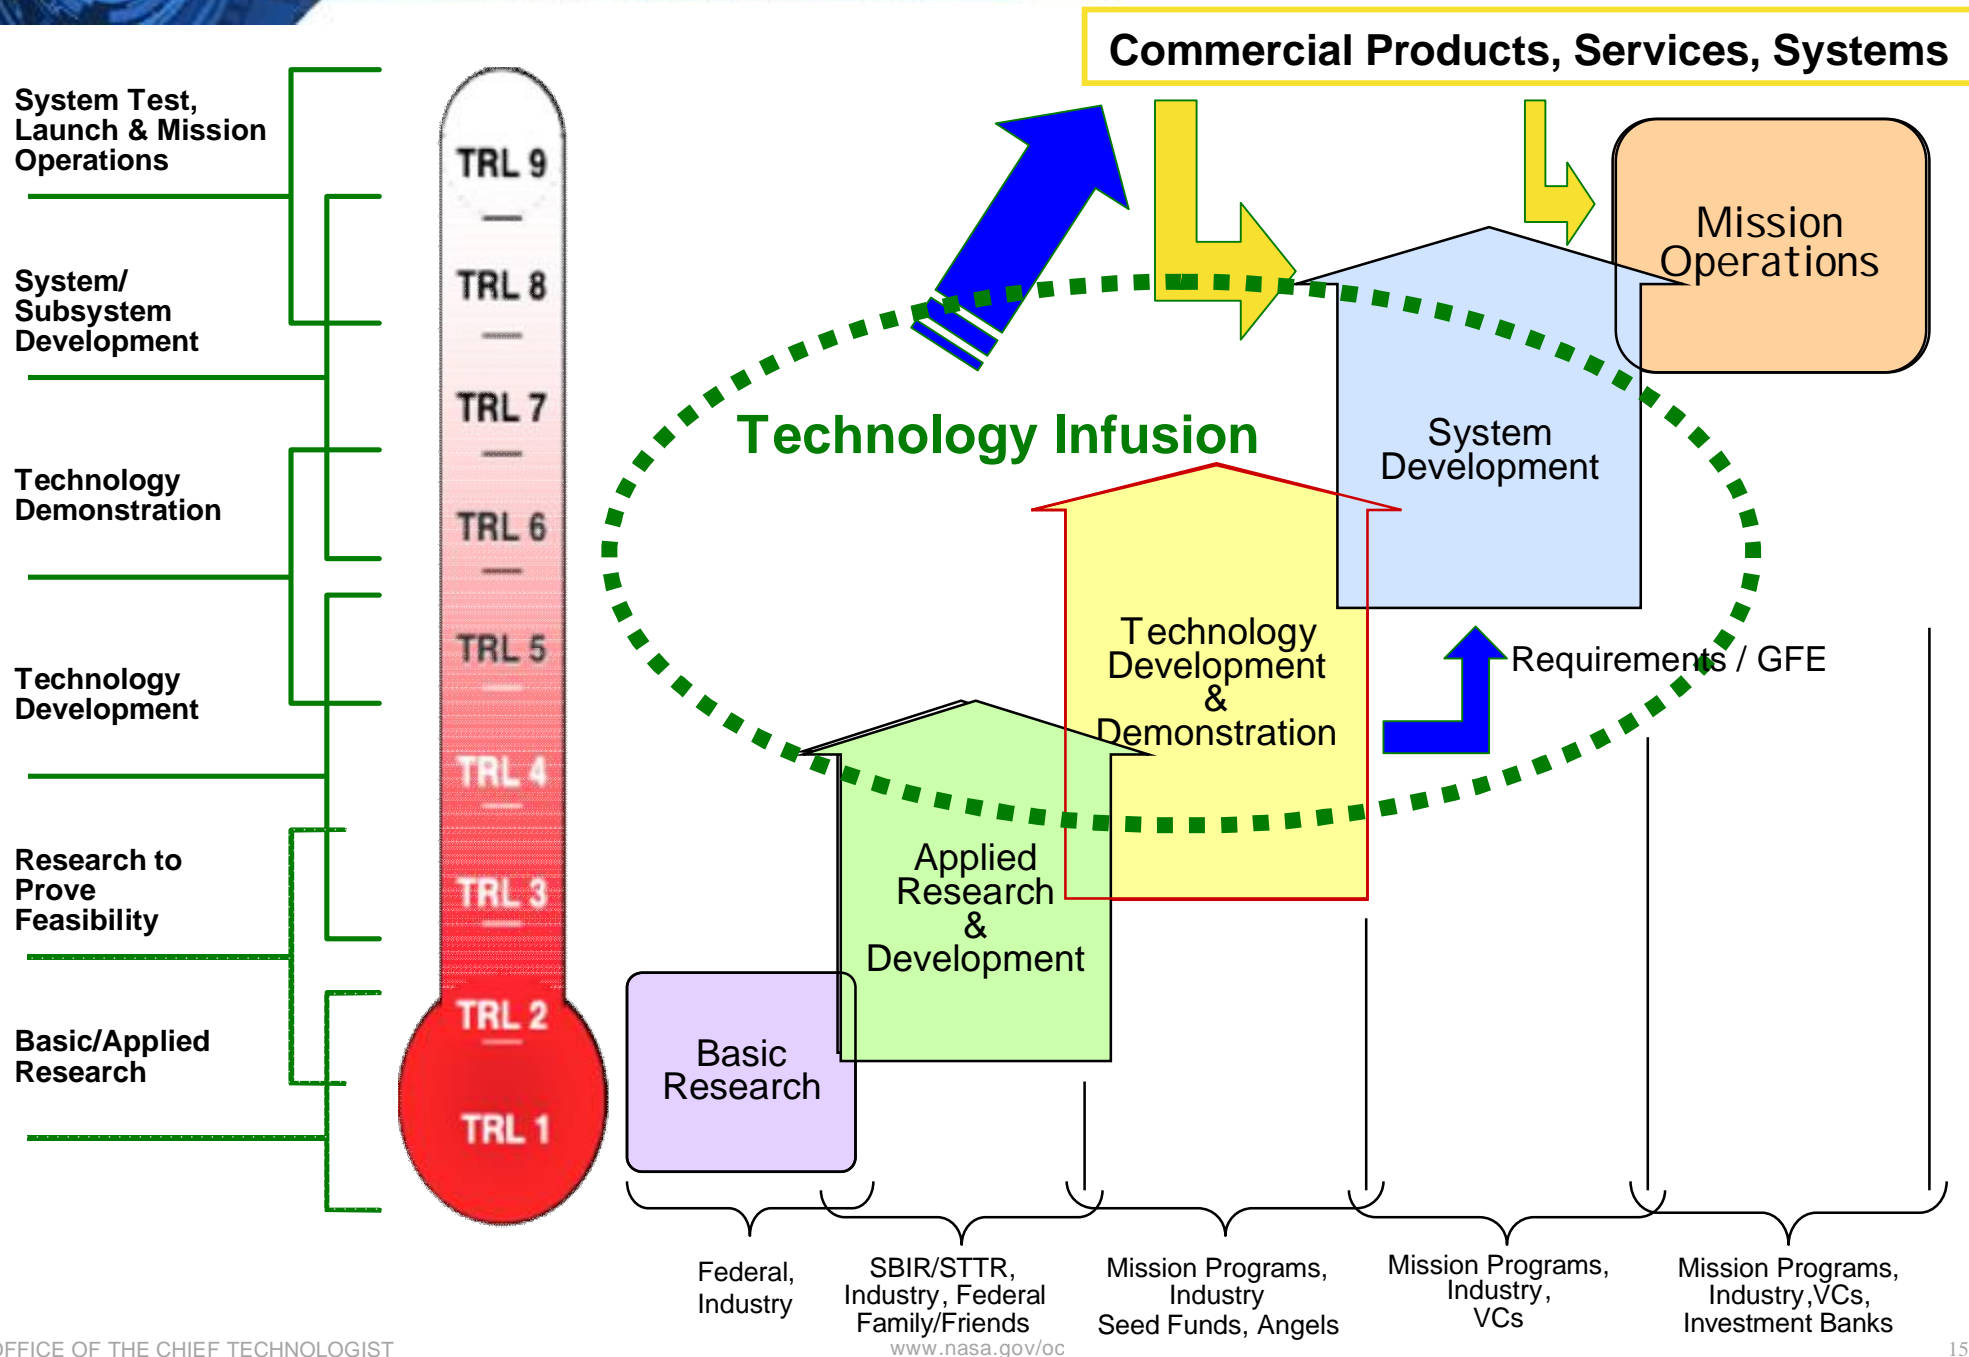 Commercial Products, Services, Systems
System Test,
Launch & Mission
Operations
System/
Subsystem
Development
Technology
Demonstration
Technology
Development
Research to
Prove
Feasibility
Basic/Applied
Research
TRL 9
TRL 8
TRL 7
TRL 6
TRL 5
TRL 4
TRL 3
TRL 2
TRL 1
Mission
Operations
Technology Infusion
System
Development
Technology
Development
&
Demonstration
Requirements / GFE
Applied
Research
&
Development
Basic
Research
Federal,
Industry
SBIR/STTR,
Industry, Federal
Family/Friends
Mission Programs,
Industry
Seed Funds, Angels
Mission Programs,
Industry,
VCs
Mission Programs,
Industry,VCs,
Investment Banks
OFFICE OF THE CHIEF TECHNOLOGIST
www.nasa.gov/oc
15